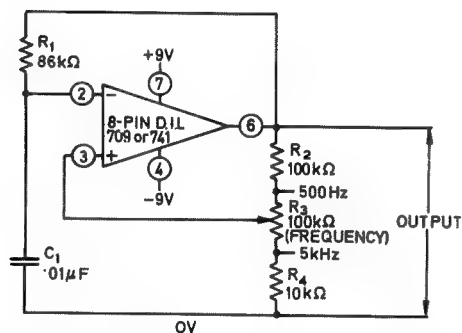 R1
86kΩ
+9V
7
2
-
8-PIN D.I.L
709 or 741
6
3
+
4
-9V
R2
100kΩ
500Hz
R3
100kΩ
(FREQUENCY)
5kHz
R4
10kΩ
OUTPUT
C1
·01μF
0V